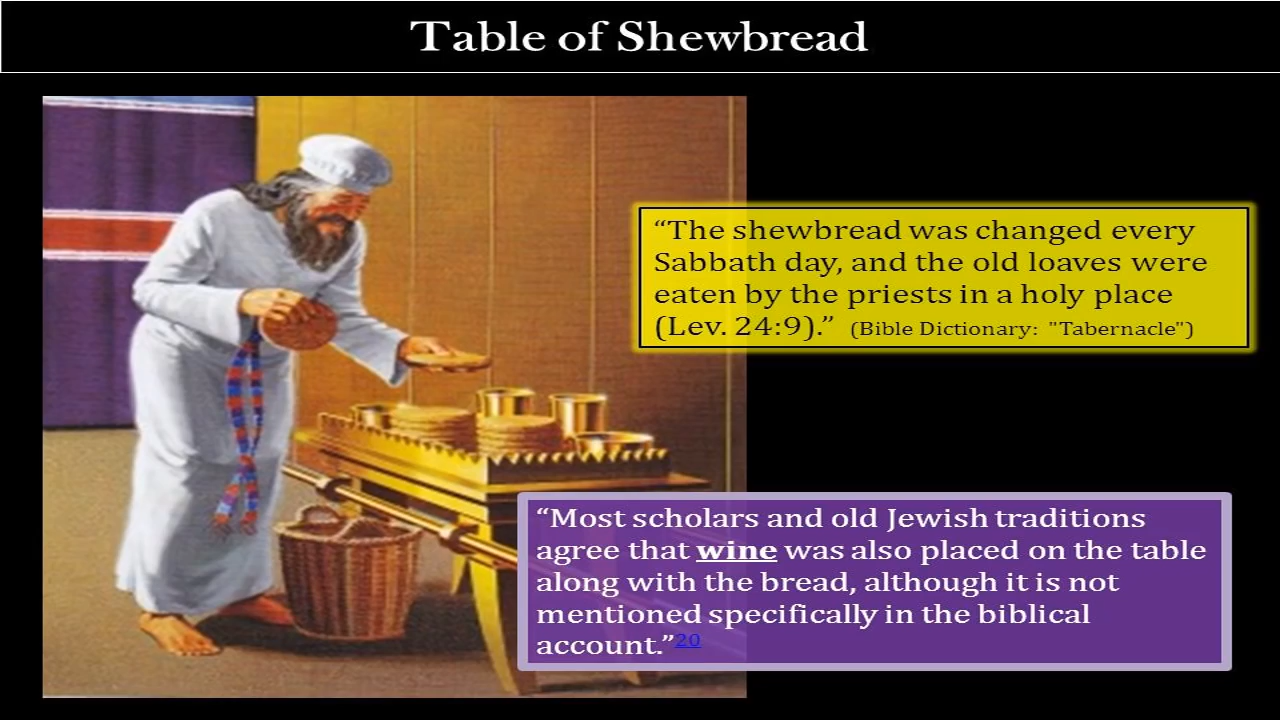 Table of Shewbread
“The shewbread was changed every
Sabbath day, and the old loaves were
eaten by the priests in a holy place
(Lev. 24:9).” (Bible Dictionary: "Tabernacle")
“Most scholars and old Jewish traditions
agree that wine was also placed on the table
along with the bread, although it is not
mentioned specifically in the biblical
account.”20